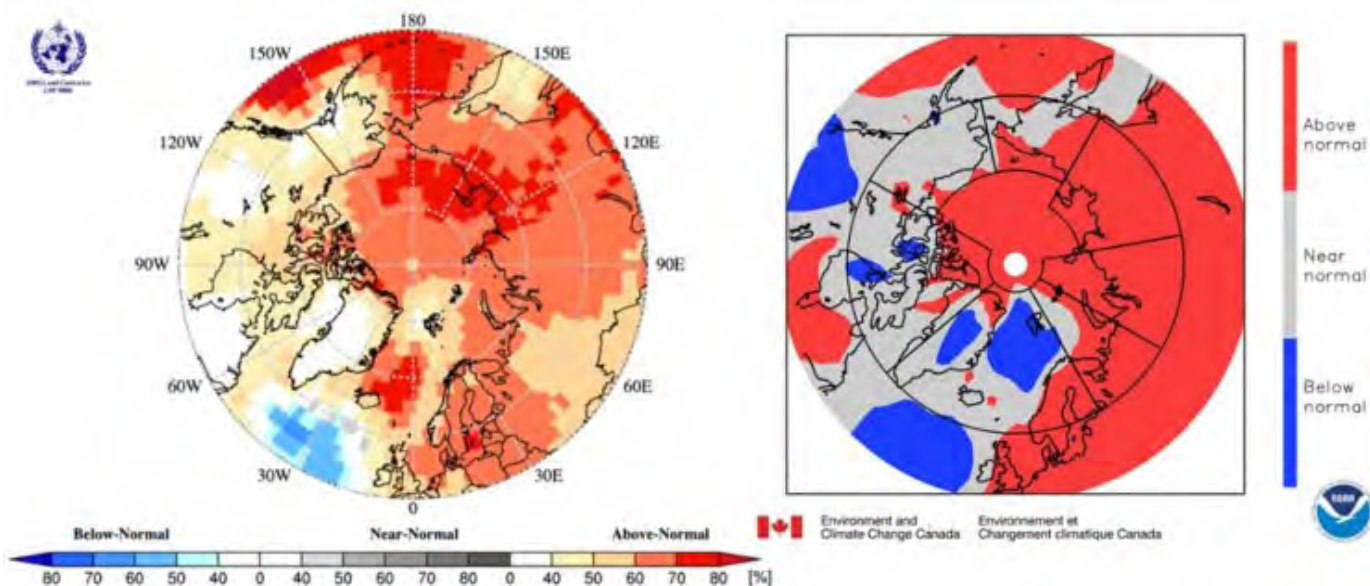 180
150W
150E
120W
120E
90W
90E
60W
60E
30W
30E
0
Below-Normal
Near-Normal
Above-Normal
80 70 60 50 40 0 40 50 60 70 80 0 40 50 60 70 80 [%]
Above
normal
Near
normal
Below
normal
Environment and
Climate Change Canada
Environnement et
Changement climatique Canada